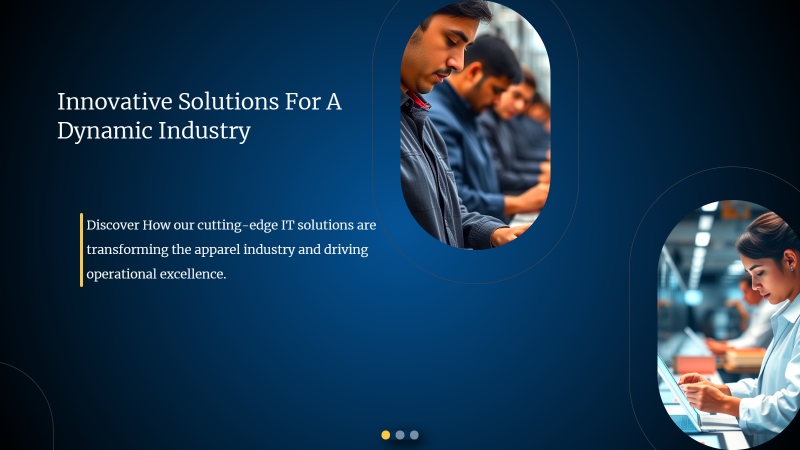 Innovative Solutions For A
Dynamic Industry
Discover How our cutting-edge IT solutions are
transforming the apparel industry and driving
operational excellence.